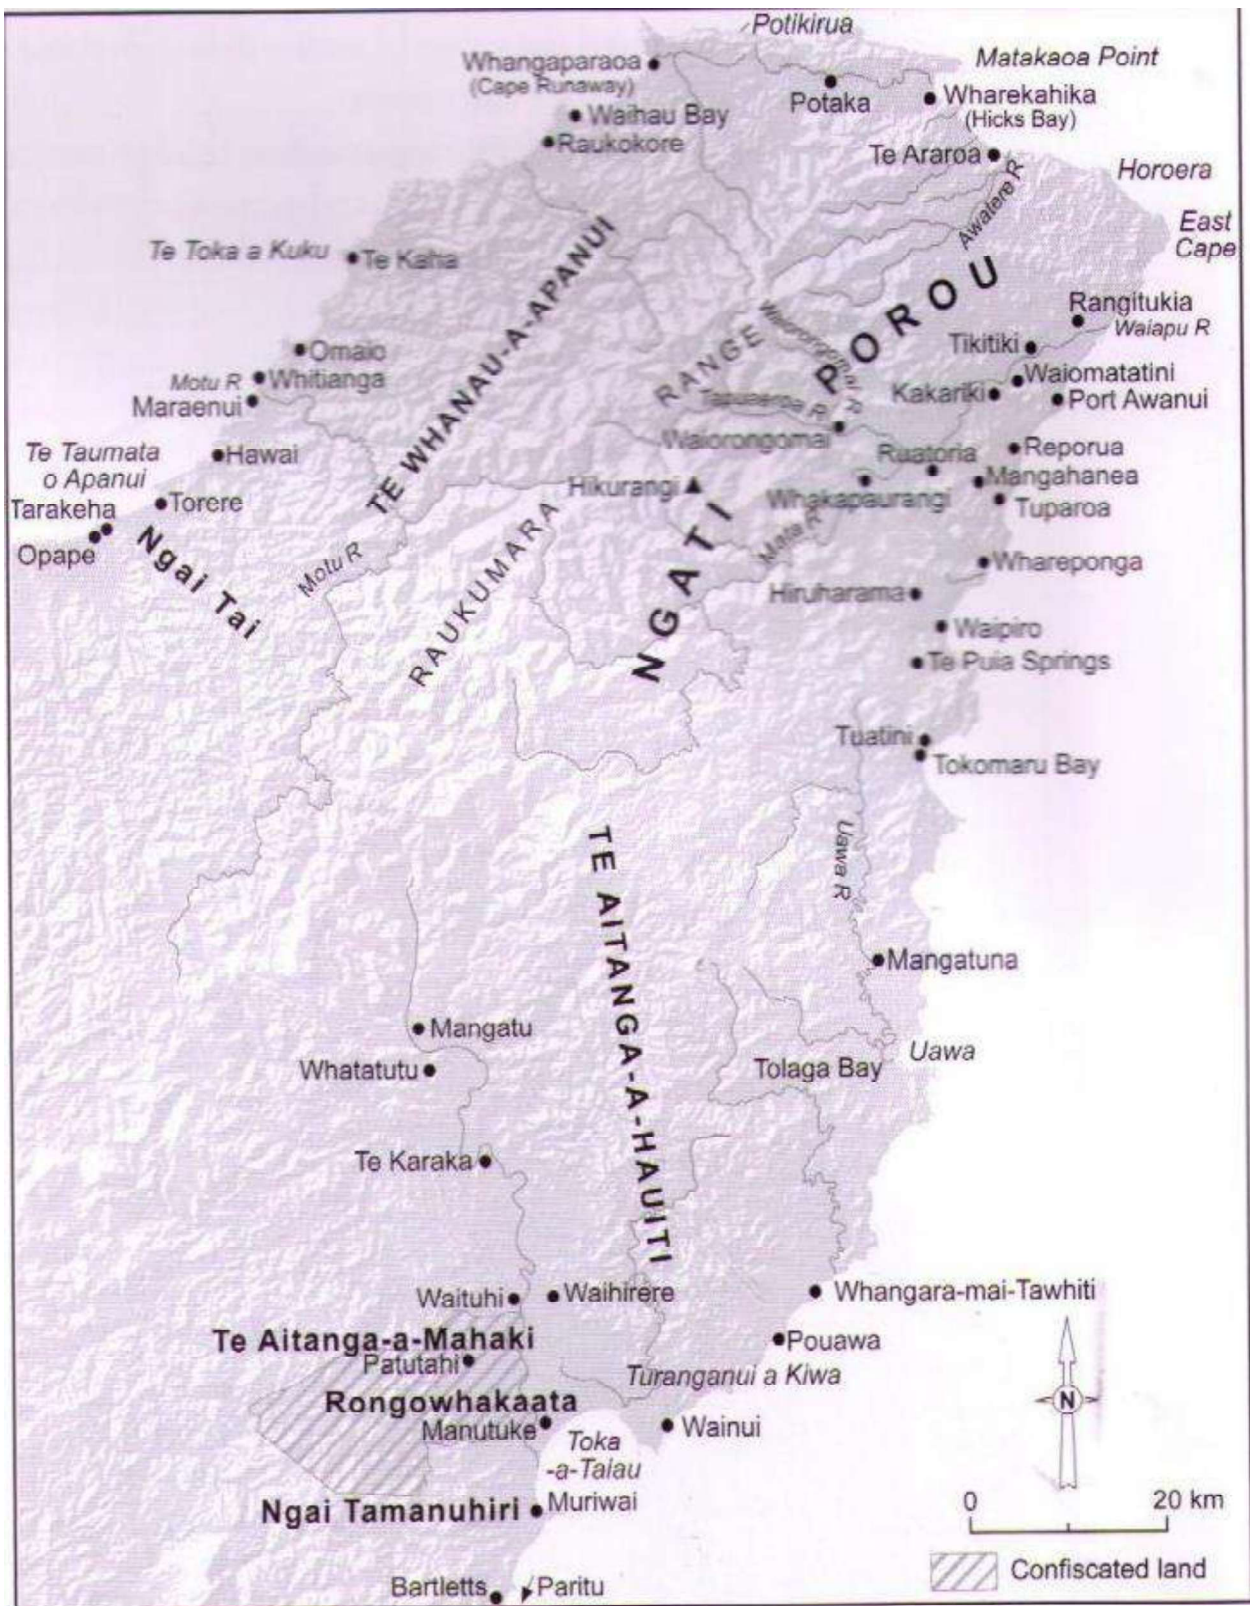 Potikirua
Whangaparaoa
(Cape Runaway)
Matakaoa Point
Potaka
Wharekahika
(Hicks Bay)
Waihau Bay
Raukokore
Te Araroa
Horoera
Awatere R
East
Cape
Te Toka a Kuku
Te Kaha
TE WHANAU-A-APANUI
Rangitukia
Waiapu R
Tikitiki
Omaio
Motu R
Whitianga
Maraenui
RAUKUMARA RANGE
Waiorongomai R
Tapuaeroa R
NGATI POROU
Kakariki
Waiomatatini
Port Awanui
Te Taumata
o Apanui
Hawai
Waiorongomai
Ruatoria
Reporua
Mangahanea
Hikurangi
Whakapaurangi
Tuparoa
Tarakeha
Torere
Opape
Ngai Tai
Motu R
Mata R
Whareponga
Hiruharama
Waipiro
Te Puia Springs
Tuatini
Tokomaru Bay
TE AITANGA-A-HAUITI
Uawa R
Mangatuna
Mangatu
Uawa
Whatatutu
Tolaga Bay
Te Karaka
Waituhi
Waihirere
Whangara-mai-Tawhiti
Te Aitanga-a-Mahaki
Pouawa
Patutahi
Turanganui a Kiwa
Rongowhakaata
Manutuke
Wainui
Toka
-a-Taiau
N
Ngai Tamanuhiri
Muriwai
0 20 km
Confiscated land
Bartletts
Paritu